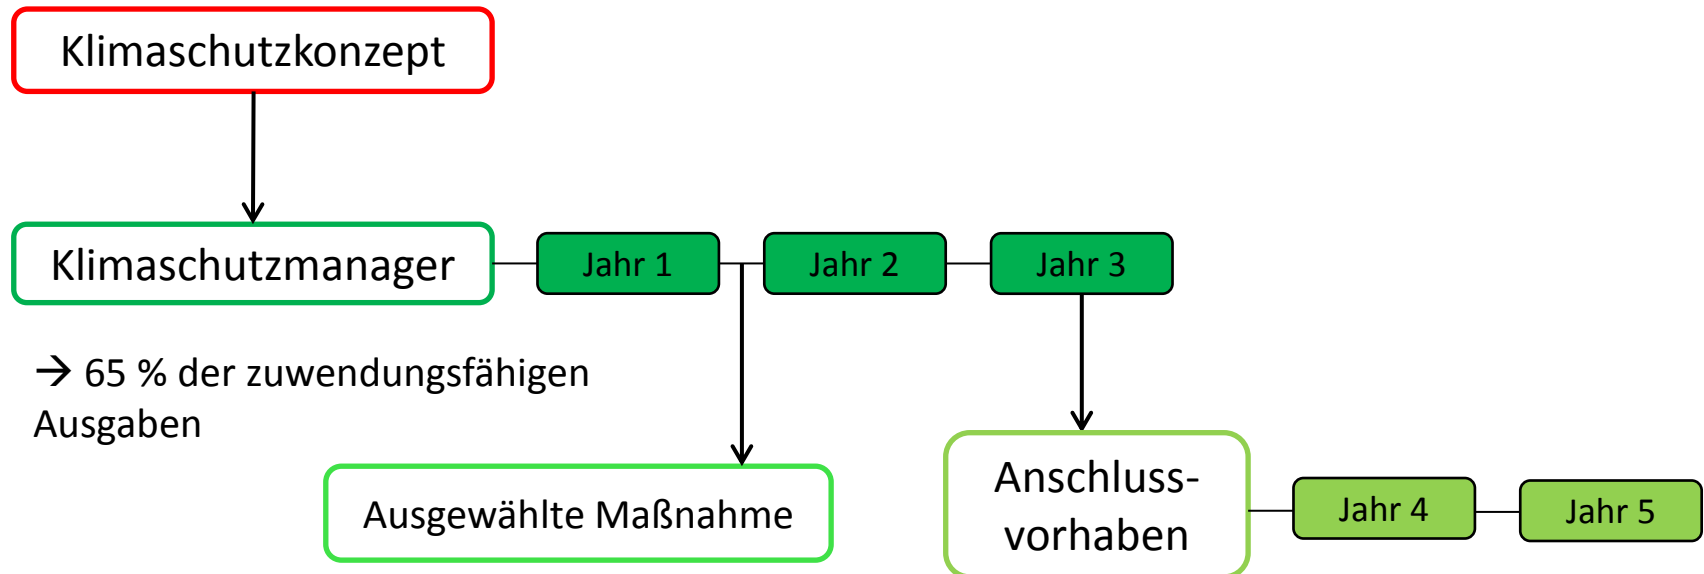 Klimaschutzkonzept
Klimaschutzmanager
Jahr 1
Jahr 2
Jahr 3
→ 65 % der zuwendungsfähigen
Ausgaben
Ausgewählte Maßnahme
Anschluss-
vorhaben
Jahr 4
Jahr 5